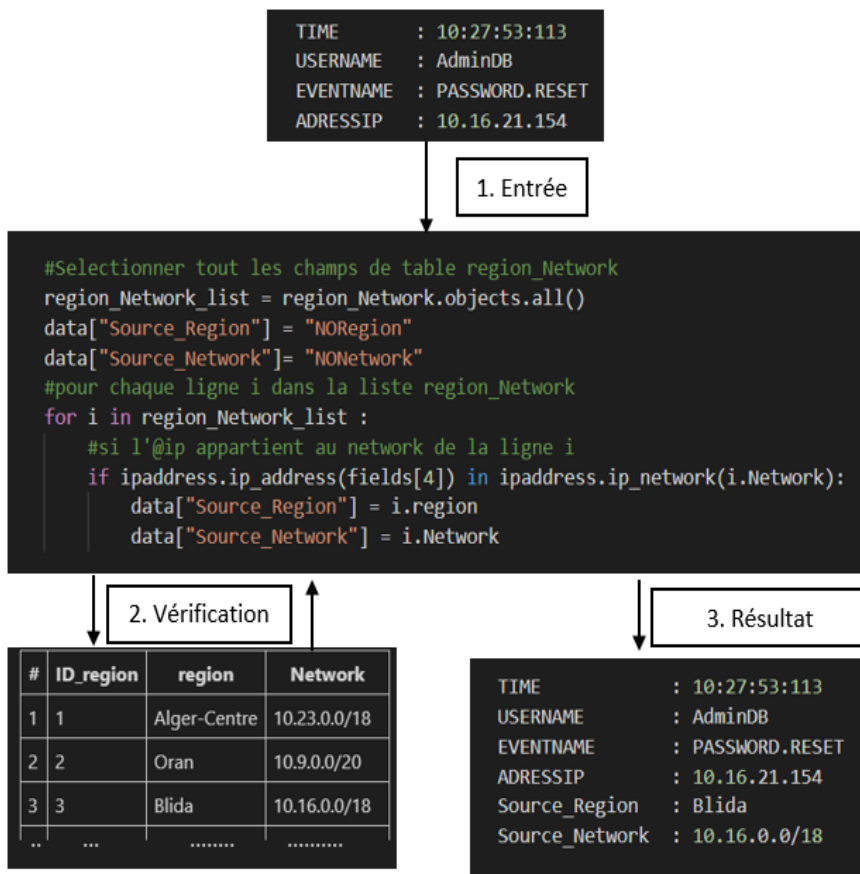 TIME : 10:27:53:113
USERNAME : AdminDB
EVENTNAME : PASSWORD.RESET
ADRESSIP : 10.16.21.154
1. Entrée
#Selectionner tout les champs de table region_Network
region_Network_list = region_Network.objects.all()
data["Source_Region"] = "NORegion"
data["Source_Network"]= "NONetwork"
#pour chaque ligne i dans la liste region_Network
for i in region_Network_list :
#si l'@ip appartient au network de la ligne i
if ipaddress.ip_address(fields[4]) in ipaddress.ip_network(i.Network):
data["Source_Region"] = i.region
data["Source_Network"] = i.Network
2. Vérification
3. Résultat
# ID_region region Network
1 1 Alger-Centre 10.23.0.0/18
2 2 Oran 10.9.0.0/20
3 3 Blida 10.16.0.0/18
.. ... ........ ..........
TIME : 10:27:53:113
USERNAME : AdminDB
EVENTNAME : PASSWORD.RESET
ADRESSIP : 10.16.21.154
Source_Region : Blida
Source_Network : 10.16.0.0/18